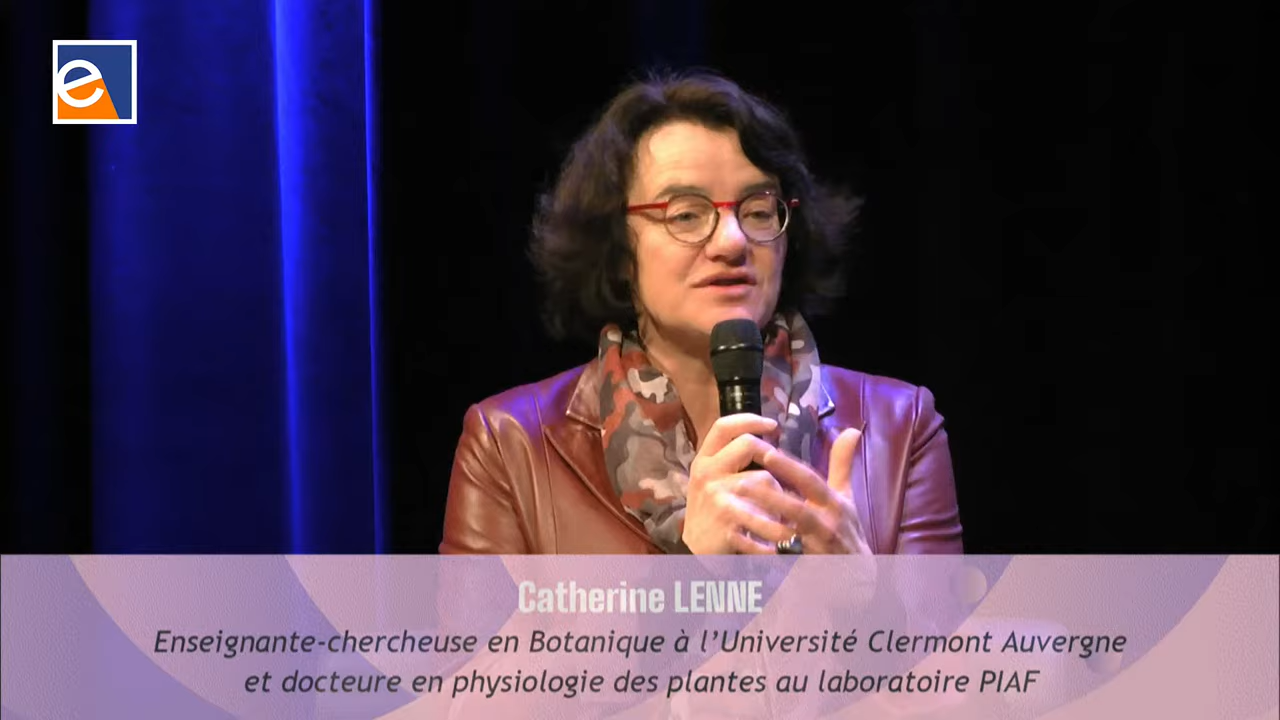 e
Catherine LENNE
Enseignante-chercheuse en Botanique à l'Université Clermont Auvergne
et docteure en physiologie des plantes au laboratoire PIAF